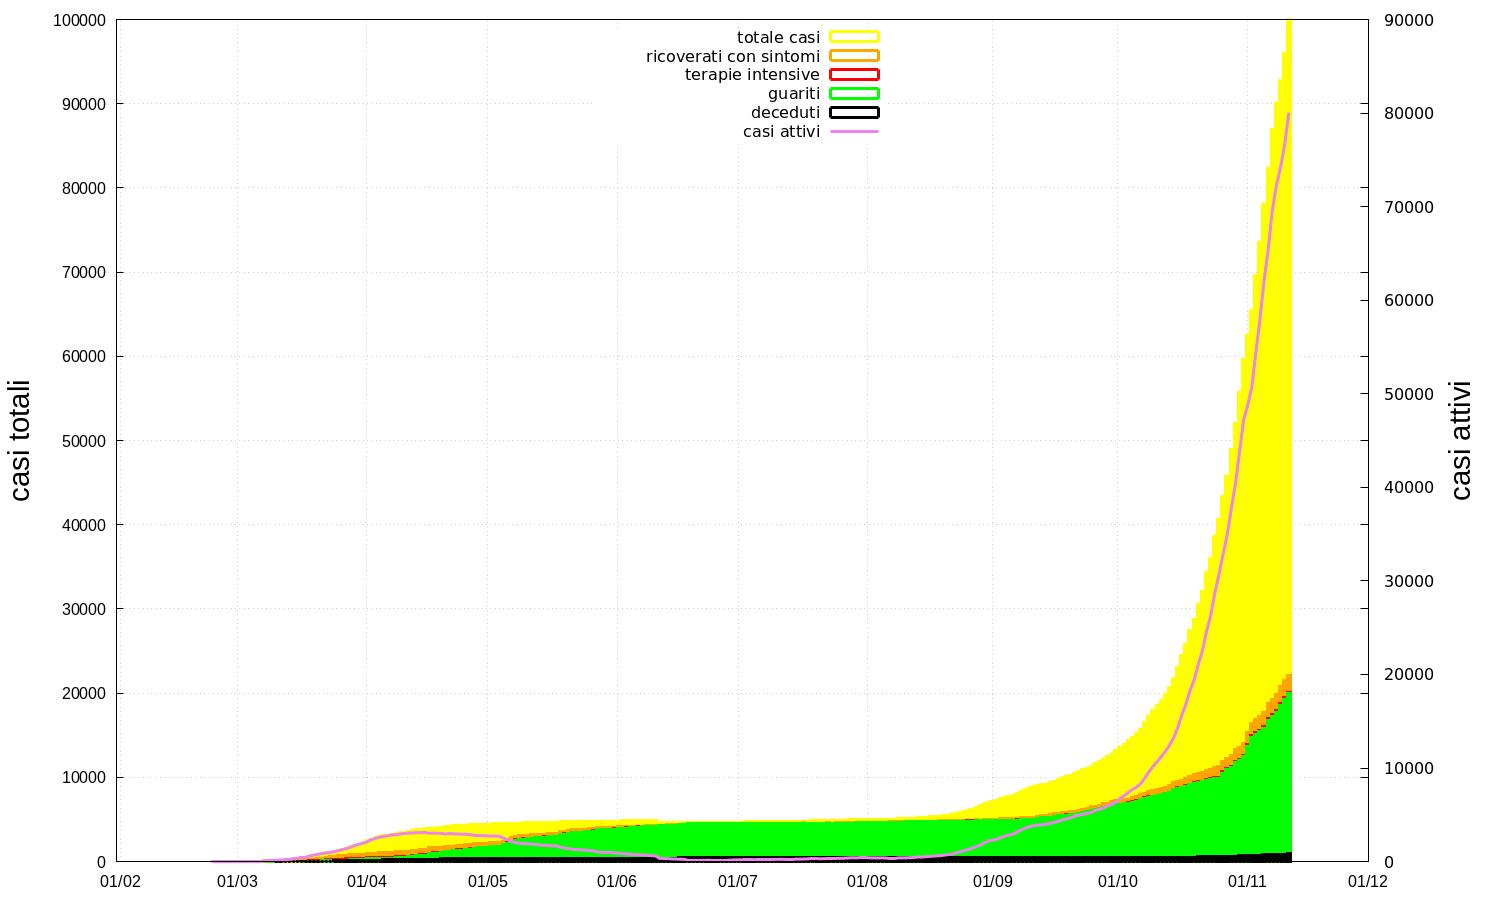 totale casi
ricoverati con sintomi
terapie intensive
guariti
deceduti
casi attivi
casi totali
100000
90000
80000
70000
60000
50000
40000
30000
20000
10000
0
casi attivi
90000
80000
70000
60000
50000
40000
30000
20000
10000
0
01/02 01/03 01/04 01/05 01/06 01/07 01/08 01/09 01/10 01/11 01/12